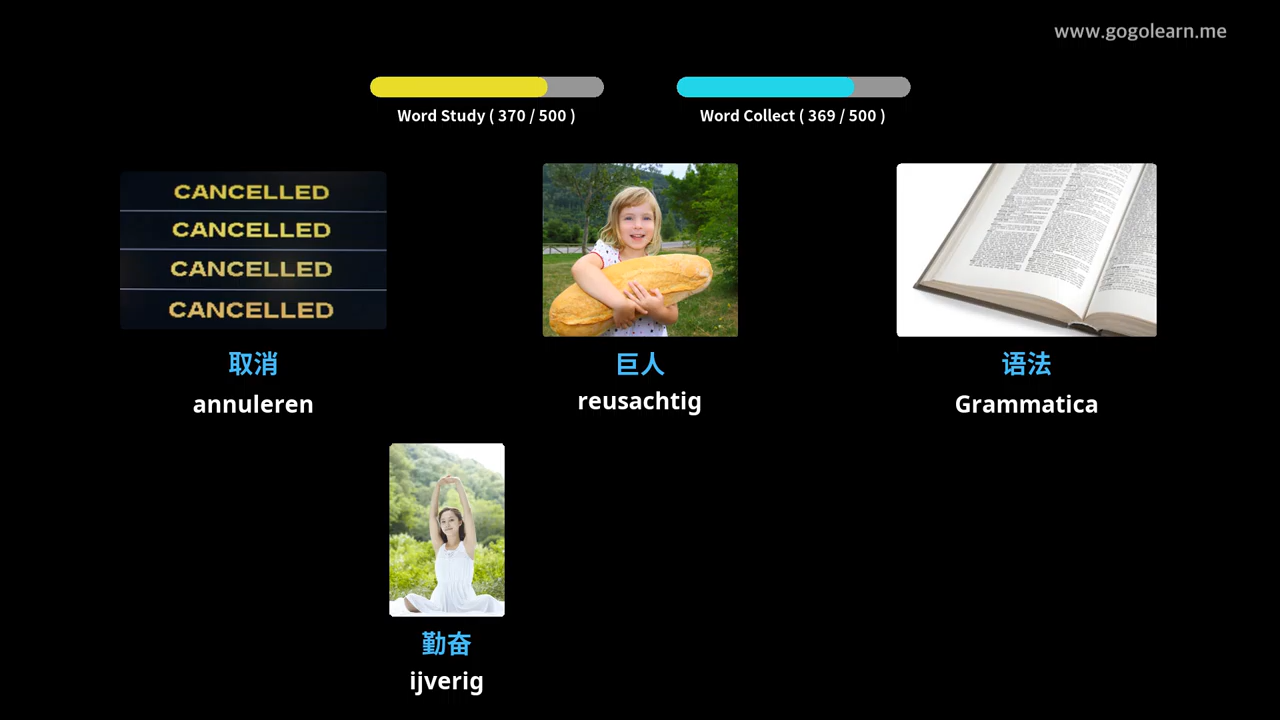 www.gogolearn.me
Word Study ( 370 / 500 )
Word Collect ( 369 / 500 )
CANCELLED
CANCELLED
CANCELLED
CANCELLED
取消
annuleren
巨人
reusachtig
语法
Grammatica
勤奋
ijverig